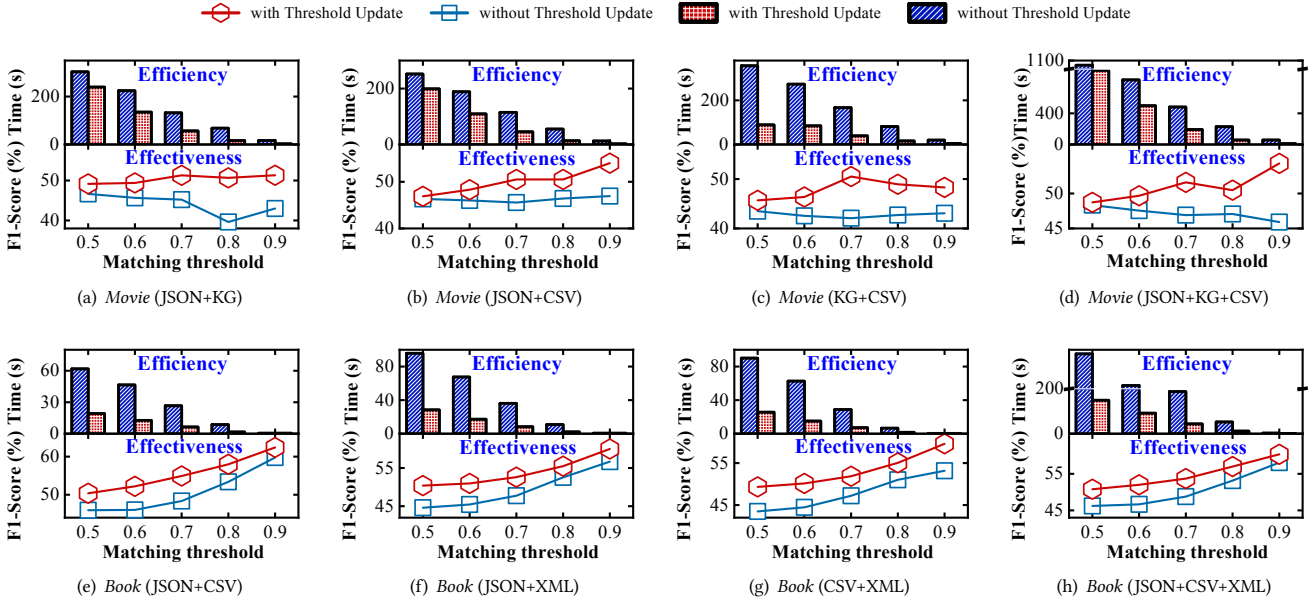 with Threshold Update without Threshold Update with Threshold Update without Threshold Update
F1-Score (%) Time (s)
200
0
50
40
Efficiency
Effectiveness
0.5 0.6 0.7 0.8 0.9
Matching threshold
(a) Movie (JSON+KG)
F1-Score (%) Time (s)
200
0
50
40
Efficiency
Effectiveness
0.5 0.6 0.7 0.8 0.9
Matching threshold
(b) Movie (JSON+CSV)
F1-Score (%) Time (s)
200
0
50
40
Efficiency
Effectiveness
0.5 0.6 0.7 0.8 0.9
Matching threshold
(c) Movie (KG+CSV)
F1-Score (%)Time (s)
1100
400
0
50
45
Efficiency
Effectiveness
0.5 0.6 0.7 0.8 0.9
Matching threshold
(d) Movie (JSON+KG+CSV)
F1-Score (%) Time (s)
60
30
0
60
50
Efficiency
Effectiveness
0.5 0.6 0.7 0.8 0.9
Matching threshold
(e) Book (JSON+CSV)
F1-Score (%) Time (s)
80
40
0
55
45
Efficiency
Effectiveness
0.5 0.6 0.7 0.8 0.9
Matching threshold
(f) Book (JSON+XML)
F1-Score (%) Time (s)
80
40
0
55
45
Efficiency
Effectiveness
0.5 0.6 0.7 0.8 0.9
Matching threshold
(g) Book (CSV+XML)
F1-Score (%) Time (s)
200
0
55
45
Efficiency
Effectiveness
0.5 0.6 0.7 0.8 0.9
Matching threshold
(h) Book (JSON+CSV+XML)